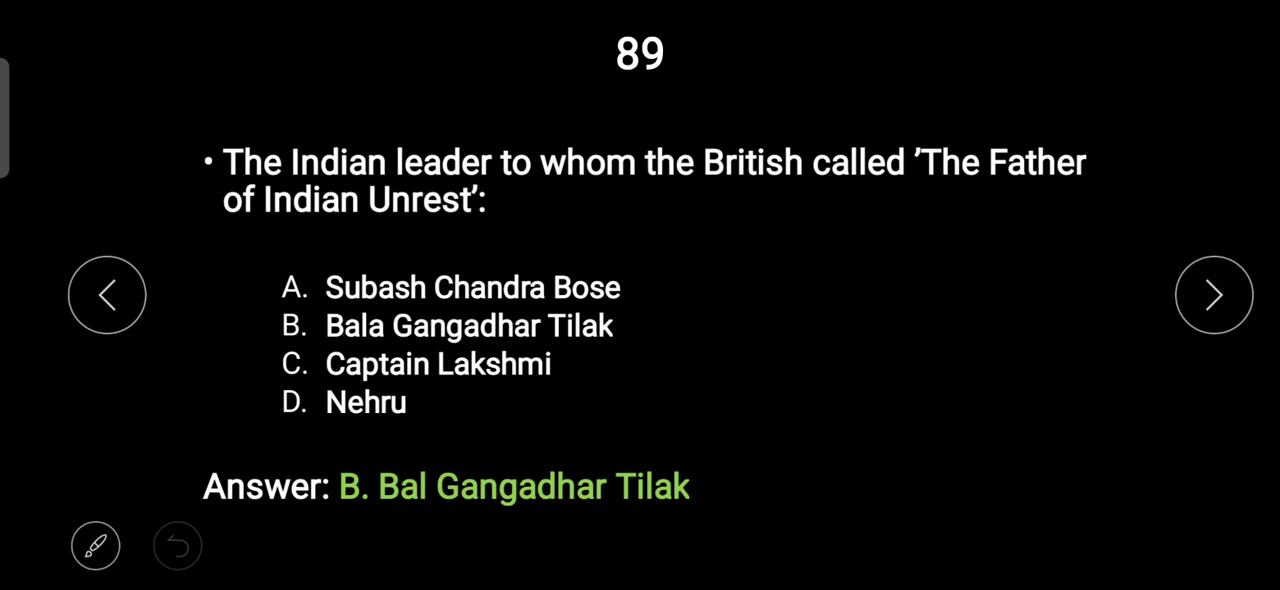 89
• The Indian leader to whom the British called ′The Father
of Indian Unrest′:
A. Subash Chandra Bose
B. Bala Gangadhar Tilak
C. Captain Lakshmi
D. Nehru
Answer: B. Bal Gangadhar Tilak